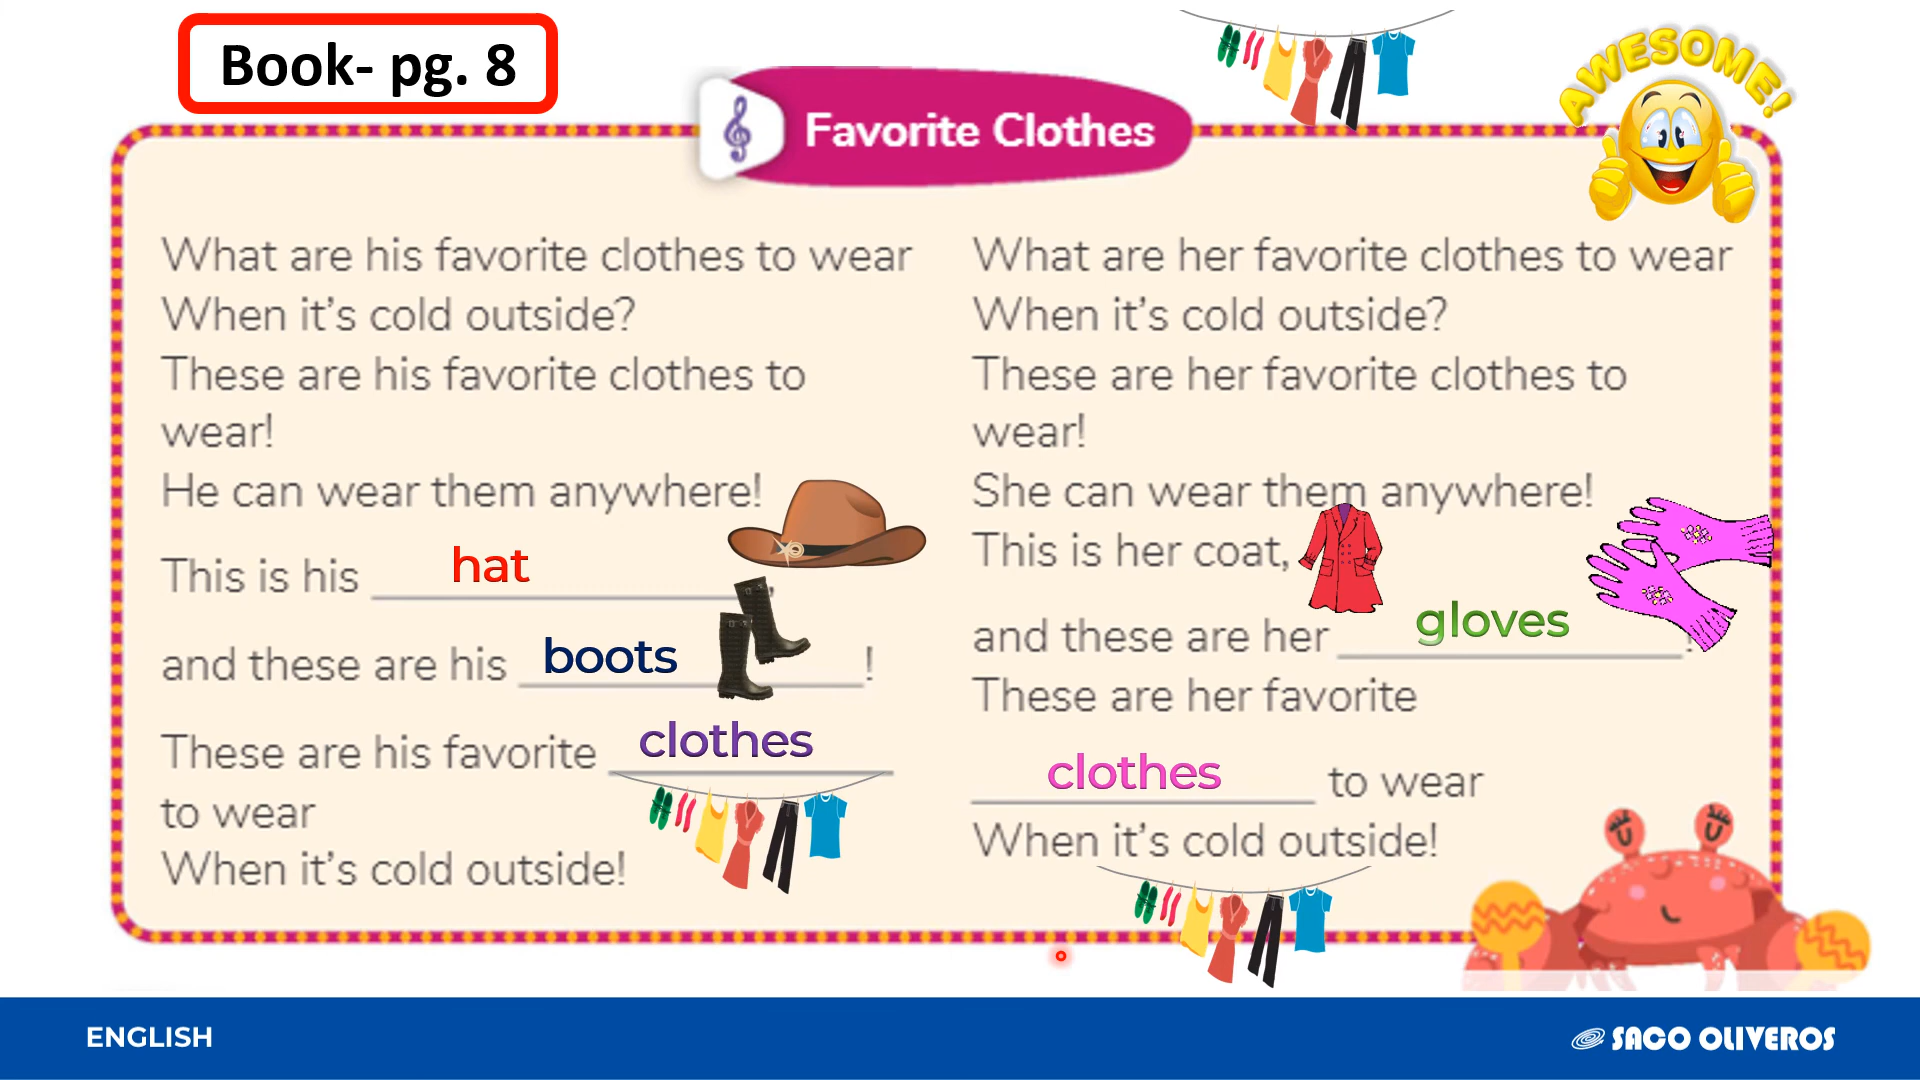 Book- pg. 8
AWESOME!
Favorite Clothes
What are his favorite clothes to wear
When it's cold outside?
These are his favorite clothes to
wear!
He can wear them anywhere!
This is his hat,
and these are his boots!
These are his favorite clothes
to wear
When it's cold outside!
What are her favorite clothes to wear
When it's cold outside?
These are her favorite clothes to
wear!
She can wear them anywhere!
This is her coat,
and these are her gloves!
These are her favorite
clothes to wear
When it's cold outside!
ENGLISH
SACO OLIVEROS